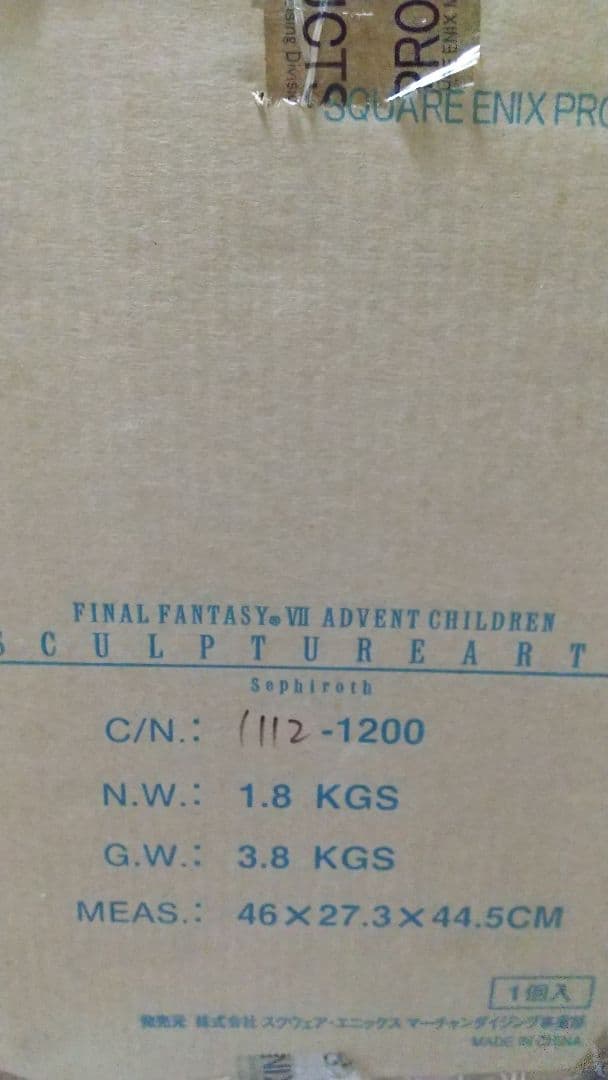 SQUARE ENIX PRO
FINAL FANTASY® VII ADVENT CHILDREN
SCULPTURE ART
Sephiroth
C/N.: 1112-1200
N.W.: 1.8 KGS
G.W.: 3.8 KGS
MEAS.: 46×27.3×44.5CM
1個入
発売元 株式会社 スクウェア・エニックス マーチャンダイジング事業部
MADE IN CHINA